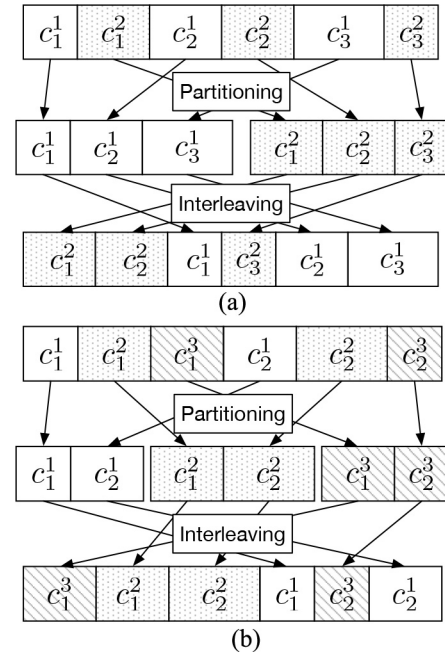 c_1^1 c_1^2 c_2^1 c_2^2 c_3^1 c_3^2
Partitioning
c_1^1 c_2^1 c_3^1 c_1^2 c_2^2 c_3^2
Interleaving
c_1^2 c_2^2 c_1^1 c_3^2 c_2^1 c_3^1
(a)
c_1^1 c_1^2 c_1^3 c_2^1 c_2^2 c_2^3
Partitioning
c_1^1 c_2^1 c_1^2 c_2^2 c_1^3 c_2^3
Interleaving
c_1^3 c_1^2 c_2^2 c_1^1 c_2^3 c_2^1
(b)